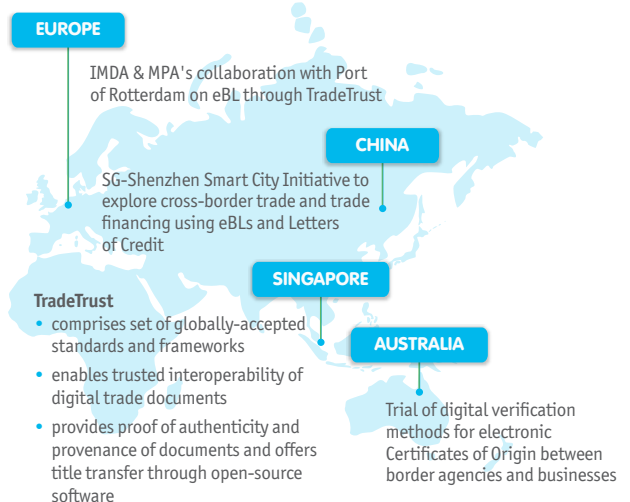 EUROPE
IMDA & MPA's collaboration with Port
of Rotterdam on eBL through TradeTrust
CHINA
SG-Shenzhen Smart City Initiative to
explore cross-border trade and trade
financing using eBLs and Letters
of Credit
SINGAPORE
TradeTrust
• comprises set of globally-accepted
standards and frameworks
• enables trusted interoperability of
digital trade documents
• provides proof of authenticity and
provenance of documents and offers
title transfer through open-source
software
AUSTRALIA
Trial of digital verification
methods for electronic
Certificates of Origin between
border agencies and businesses